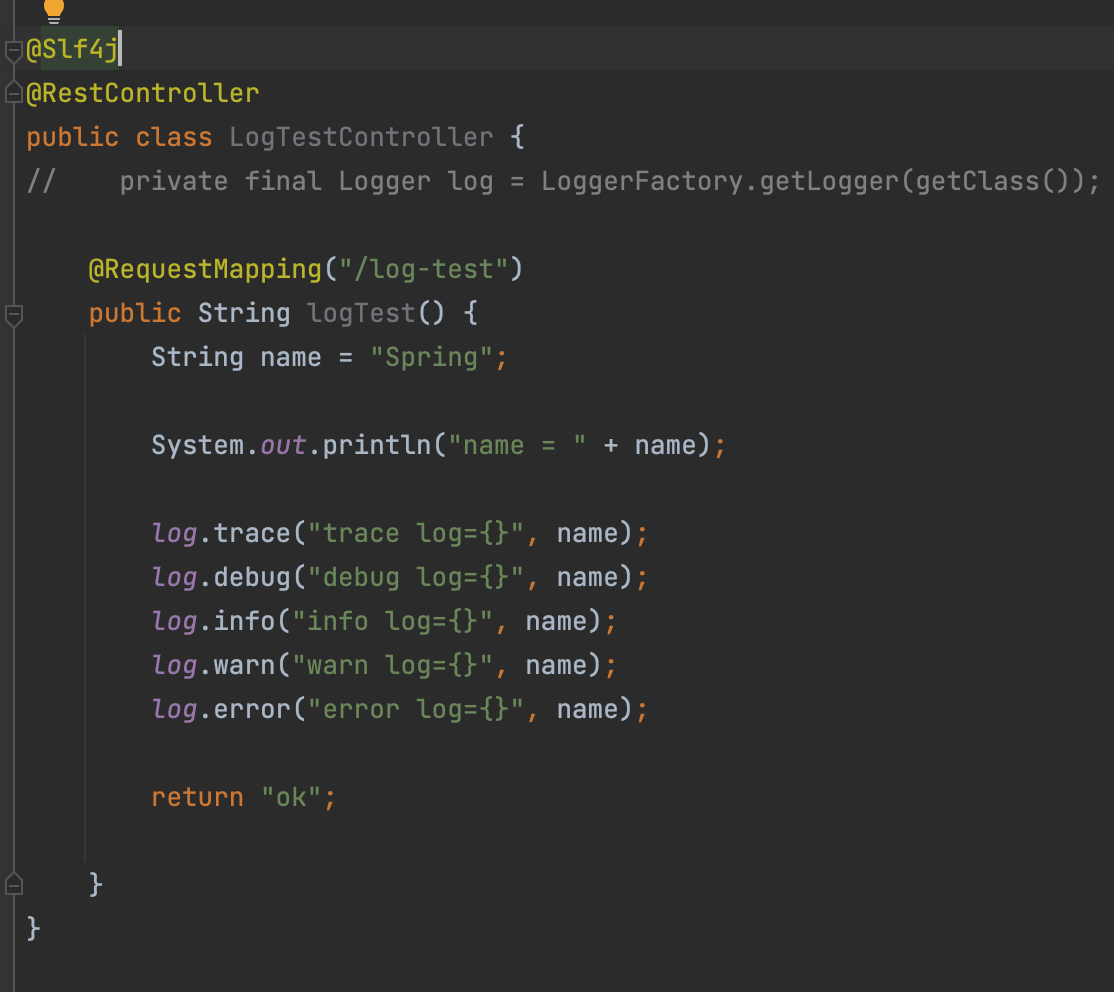 @Slf4j
@RestController
public class LogTestController {
//    private final Logger log = LoggerFactory.getLogger(getClass());
    @RequestMapping("/log-test")
    public String logTest() {
        String name = "Spring";
        System.out.println("name = " + name);
        log.trace("trace log={}", name);
        log.debug("debug log={}", name);
        log.info("info log={}", name);
        log.warn("warn log={}", name);
        log.error("error log={}", name);
        return "ok";
    }
}